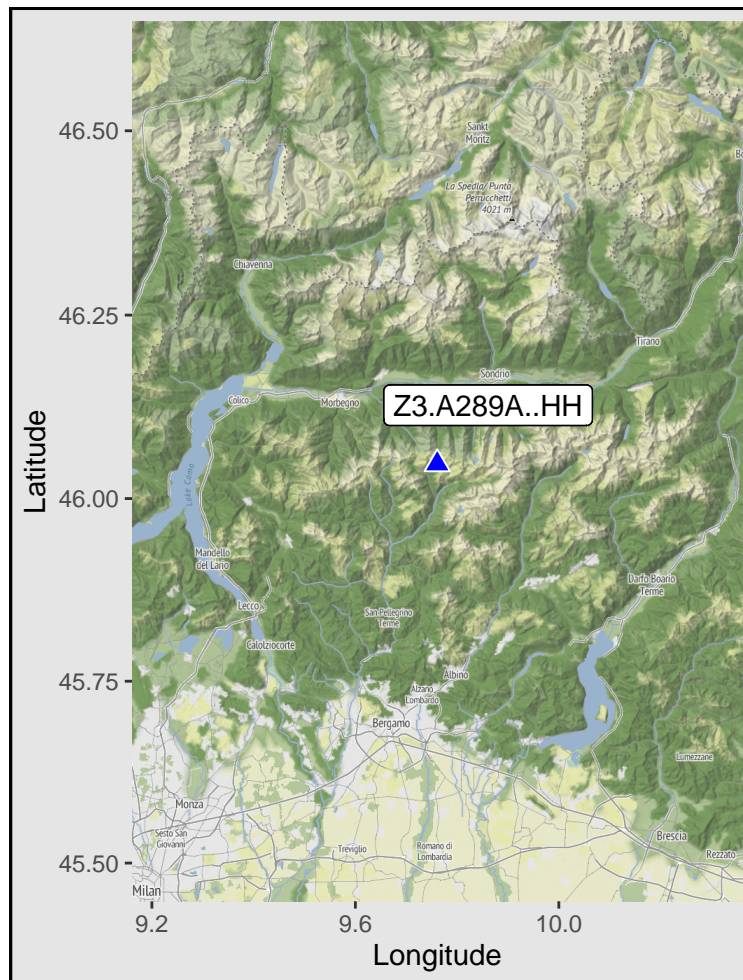 46.50
46.25
46.00
45.75
45.50
Latitude
9.2
9.6
10.0
Longitude
Z3.A289A..HH
Sankt
Moritz
La Spedla/ Punta
Perrucchetti
4021 m
Chiavenna
Tirano
Sondrio
Colico
Morbegno
Lake Como
Mandello
del Lario
Darfo Boario
Terme
Lecco
San Pellegrino
Terme
Calolziocorte
Albino
Alzano
Lombardo
Bergamo
Lumezzane
Monza
Sesto San
Giovanni
Treviglio
Romano di
Lombardia
Brescia
Rezzato
Milan